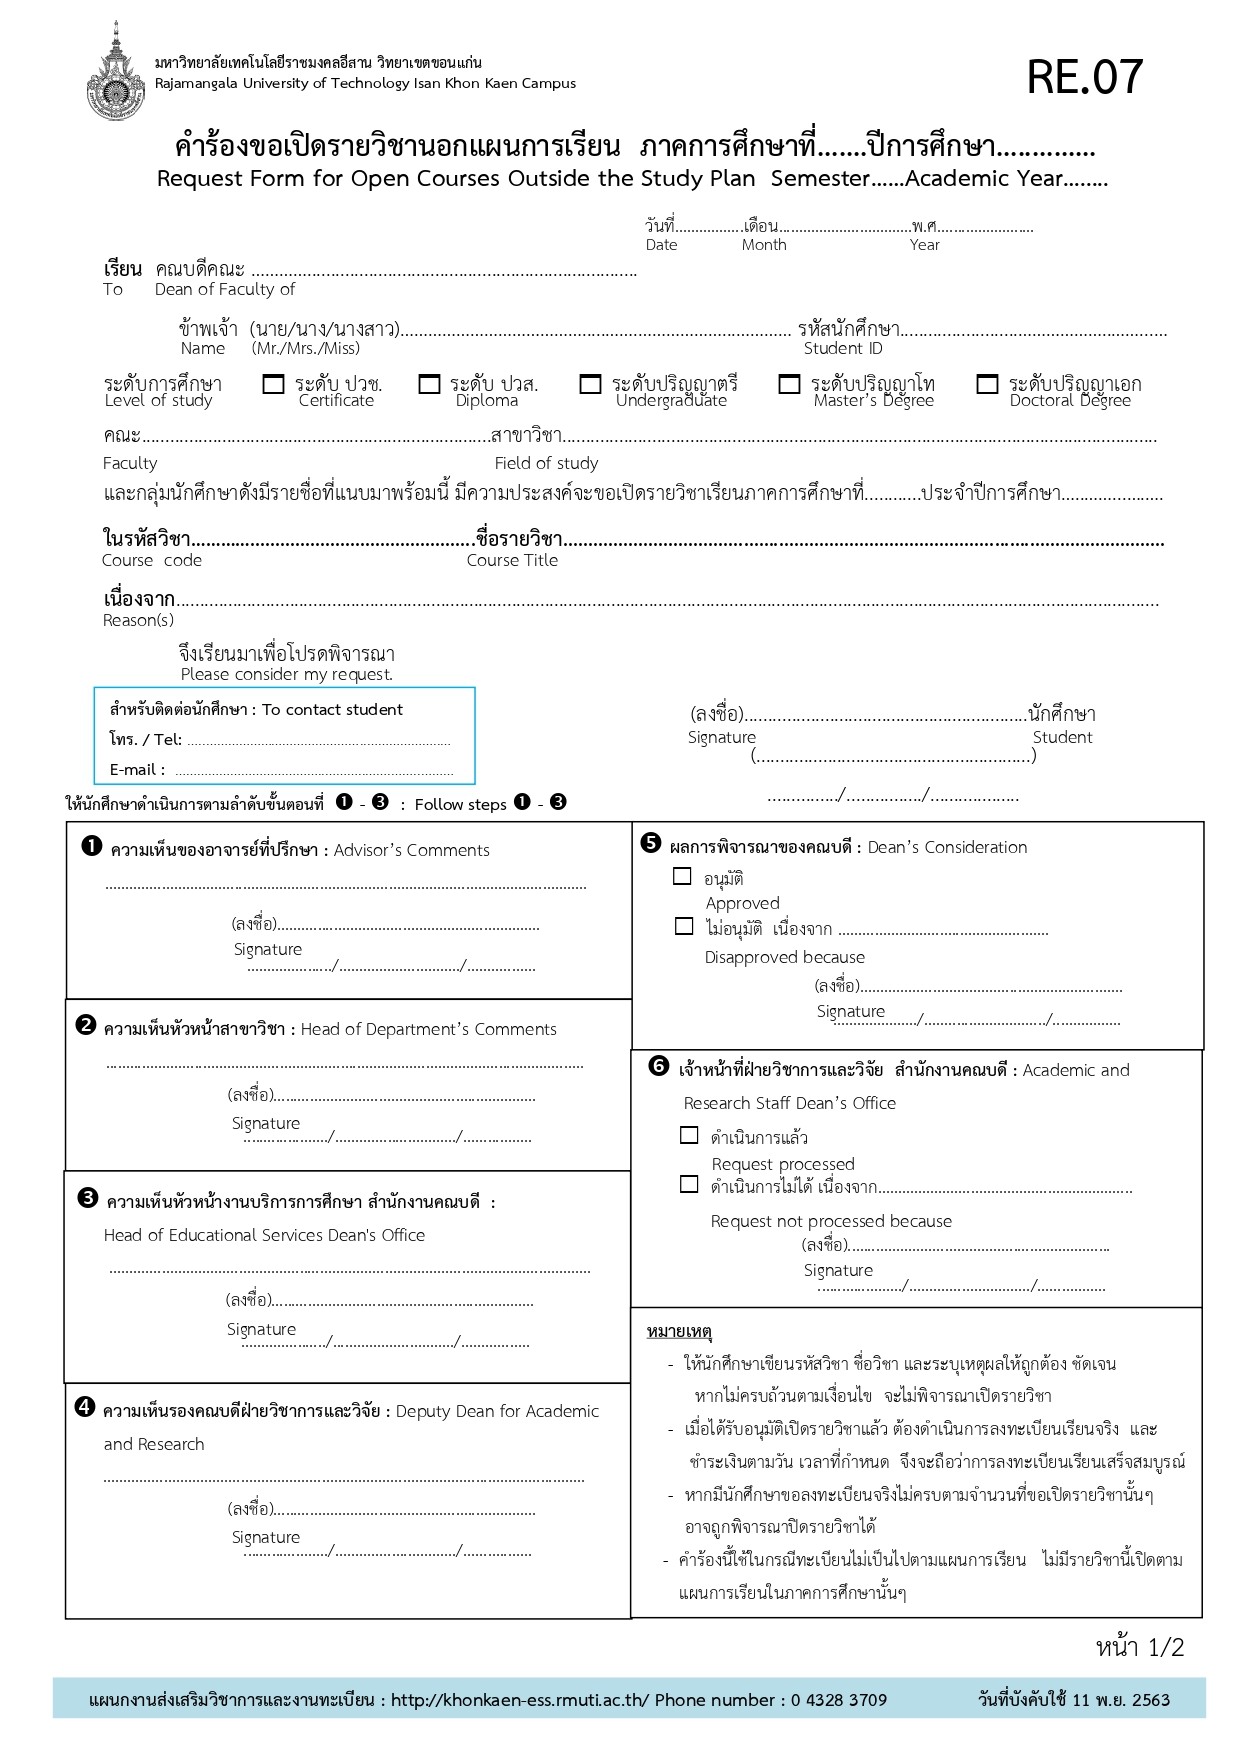 มหาวิทยาลัยเทคโนโลยีราชมงคลอีสาน วิทยาเขตขอนแก่น
Rajamangala University of Technology Isan Khon Kaen Campus
RE.07
คำร้องขอเปิดรายวิชานอกแผนการเรียน ภาคการศึกษาที่.......ปีการศึกษา..............
Request Form for Open Courses Outside the Study Plan Semester......Academic Year........
วันที่.................เดือน.................................พ.ศ........................
Date Month Year
เรียน คณบดีคณะ ...................................................................................
To Dean of Faculty of
ข้าพเจ้า (นาย/นาง/นางสาว).................................................................................... รหัสนักศึกษา.........................................................
Name (Mr./Mrs./Miss) Student ID
ระดับการศึกษา ☐ ระดับ ปวช. ☐ ระดับ ปวส. ☐ ระดับปริญญาตรี ☐ ระดับปริญญาโท ☐ ระดับปริญญาเอก
Level of study Certificate Diploma Undergraduate Master's Degree Doctoral Degree
คณะ...........................................................................สาขาวิชา................................................................................................................................
Faculty Field of study
และกลุ่มนักศึกษาดังมีรายชื่อที่แนบมาพร้อมนี้ มีความประสงค์จะขอเปิดรายวิชาเรียนภาคการศึกษาที่............ประจำปีการศึกษา......................
ในรหัสวิชา.........................................................ชื่อรายวิชา........................................................................................................................
Course code Course Title
เนื่องจาก....................................................................................................................................................................................................................
Reason(s)
จึงเรียนมาเพื่อโปรดพิจารณา
Please consider my request.
สำหรับติดต่อนักศึกษา : To contact student
โทร. / Tel: .........................................................................
E-mail : .............................................................................
(ลงชื่อ).............................................................นักศึกษา
Signature Student
(..........................................................)
.............../................/...................
ให้นักศึกษาดำเนินการตามลำดับขั้นตอนที่ ❶ - ❸ : Follow steps ❶ - ❸
❶ ความเห็นของอาจารย์ที่ปรึกษา : Advisor's Comments
........................................................................................................................
(ลงชื่อ).................................................................
Signature
...................../............................../.................
❷ ความเห็นหัวหน้าสาขาวิชา : Head of Department's Comments
........................................................................................................................
(ลงชื่อ).................................................................
Signature
...................../............................../.................
❸ ความเห็นหัวหน้างานบริการการศึกษา สำนักงานคณบดี :
Head of Educational Services Dean's Office
........................................................................................................................
(ลงชื่อ).................................................................
Signature
...................../............................../.................
❹ ความเห็นรองคณบดีฝ่ายวิชาการและวิจัย : Deputy Dean for Academic
and Research
........................................................................................................................
(ลงชื่อ).................................................................
Signature
...................../............................../.................
❺ ผลการพิจารณาของคณบดี : Dean's Consideration
☐ อนุมัติ
Approved
☐ ไม่อนุมัติ เนื่องจาก ....................................................
Disapproved because
(ลงชื่อ).................................................................
Signature
...................../............................../.................
❻ เจ้าหน้าที่ฝ่ายวิชาการและวิจัย สำนักงานคณบดี : Academic and
Research Staff Dean's Office
☐ ดำเนินการแล้ว
Request processed
☐ ดำเนินการไม่ได้ เนื่องจาก...............................................................
Request not processed because
(ลงชื่อ).................................................................
Signature
...................../............................../.................
หมายเหตุ
- ให้นักศึกษาเขียนรหัสวิชา ชื่อวิชา และระบุเหตุผลให้ถูกต้อง ชัดเจน
หากไม่ครบถ้วนตามเงื่อนไข จะไม่พิจารณาเปิดรายวิชา
- เมื่อได้รับอนุมัติเปิดรายวิชาแล้ว ต้องดำเนินการลงทะเบียนเรียนจริง และ
ชำระเงินตามวัน เวลาที่กำหนด จึงจะถือว่าการลงทะเบียนเรียนเสร็จสมบูรณ์
- หากมีนักศึกษาขอลงทะเบียนจริงไม่ครบตามจำนวนที่ขอเปิดรายวิชานั้นๆ
อาจถูกพิจารณาปิดรายวิชาได้
- คำร้องนี้ใช้ในกรณีทะเบียนไม่เป็นไปตามแผนการเรียน ไม่มีรายวิชานี้เปิดตาม
แผนการเรียนในภาคการศึกษานั้นๆ
หน้า 1/2
แผนกงานส่งเสริมวิชาการและงานทะเบียน : http://khonkaen-ess.rmuti.ac.th/ Phone number : 0 4328 3709 วันที่บังคับใช้ 11 พ.ย. 2563